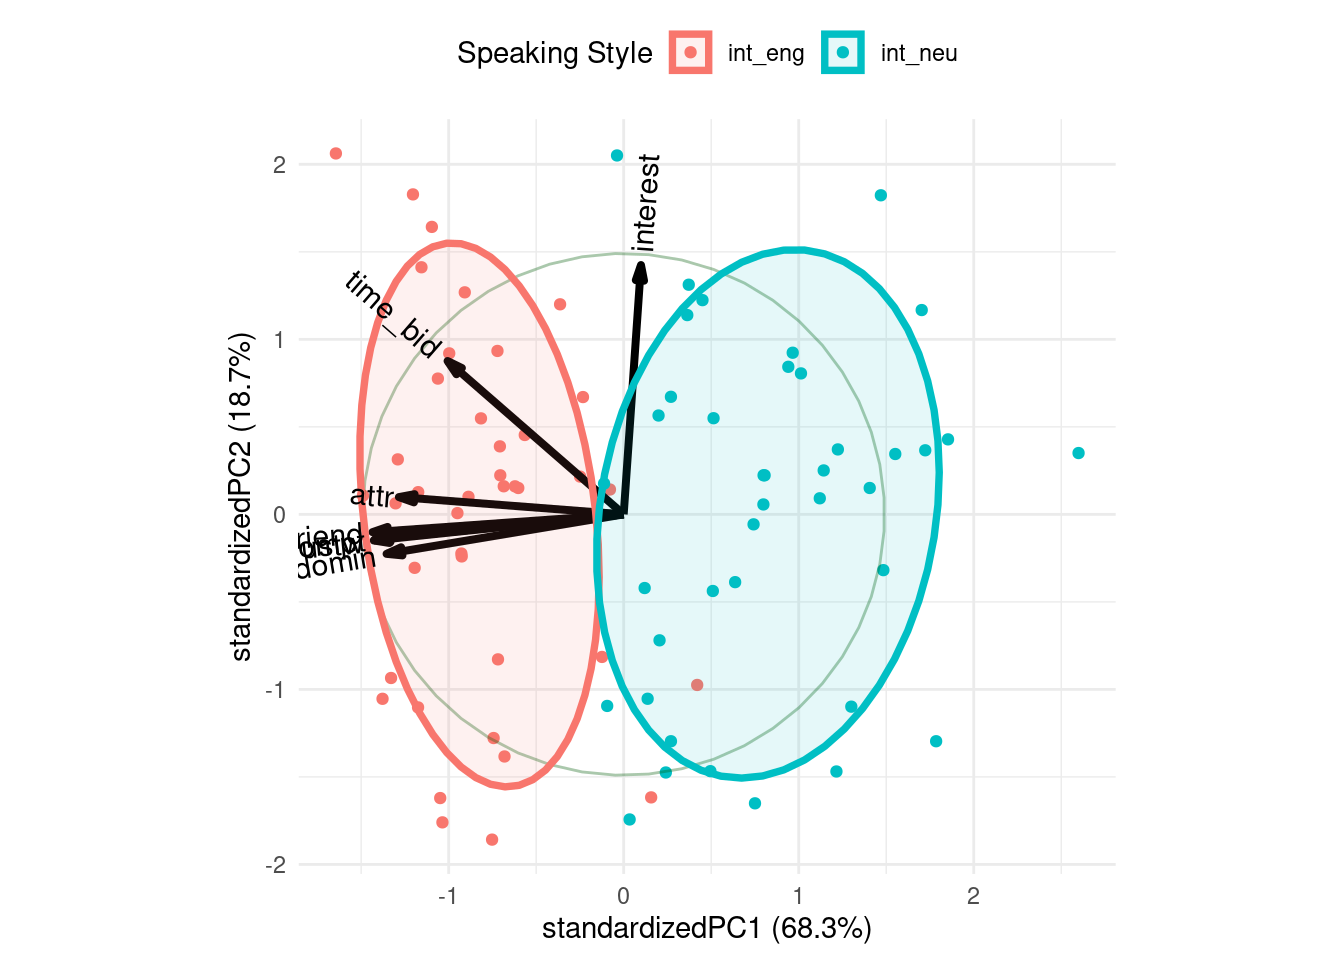 Speaking Style int_eng int_neu
interest
time_bid
attr
riend
domin
2
1
0
-1
-2
-1 0 1 2
standardizedPC1 (68.3%)
standardizedPC2 (18.7%)